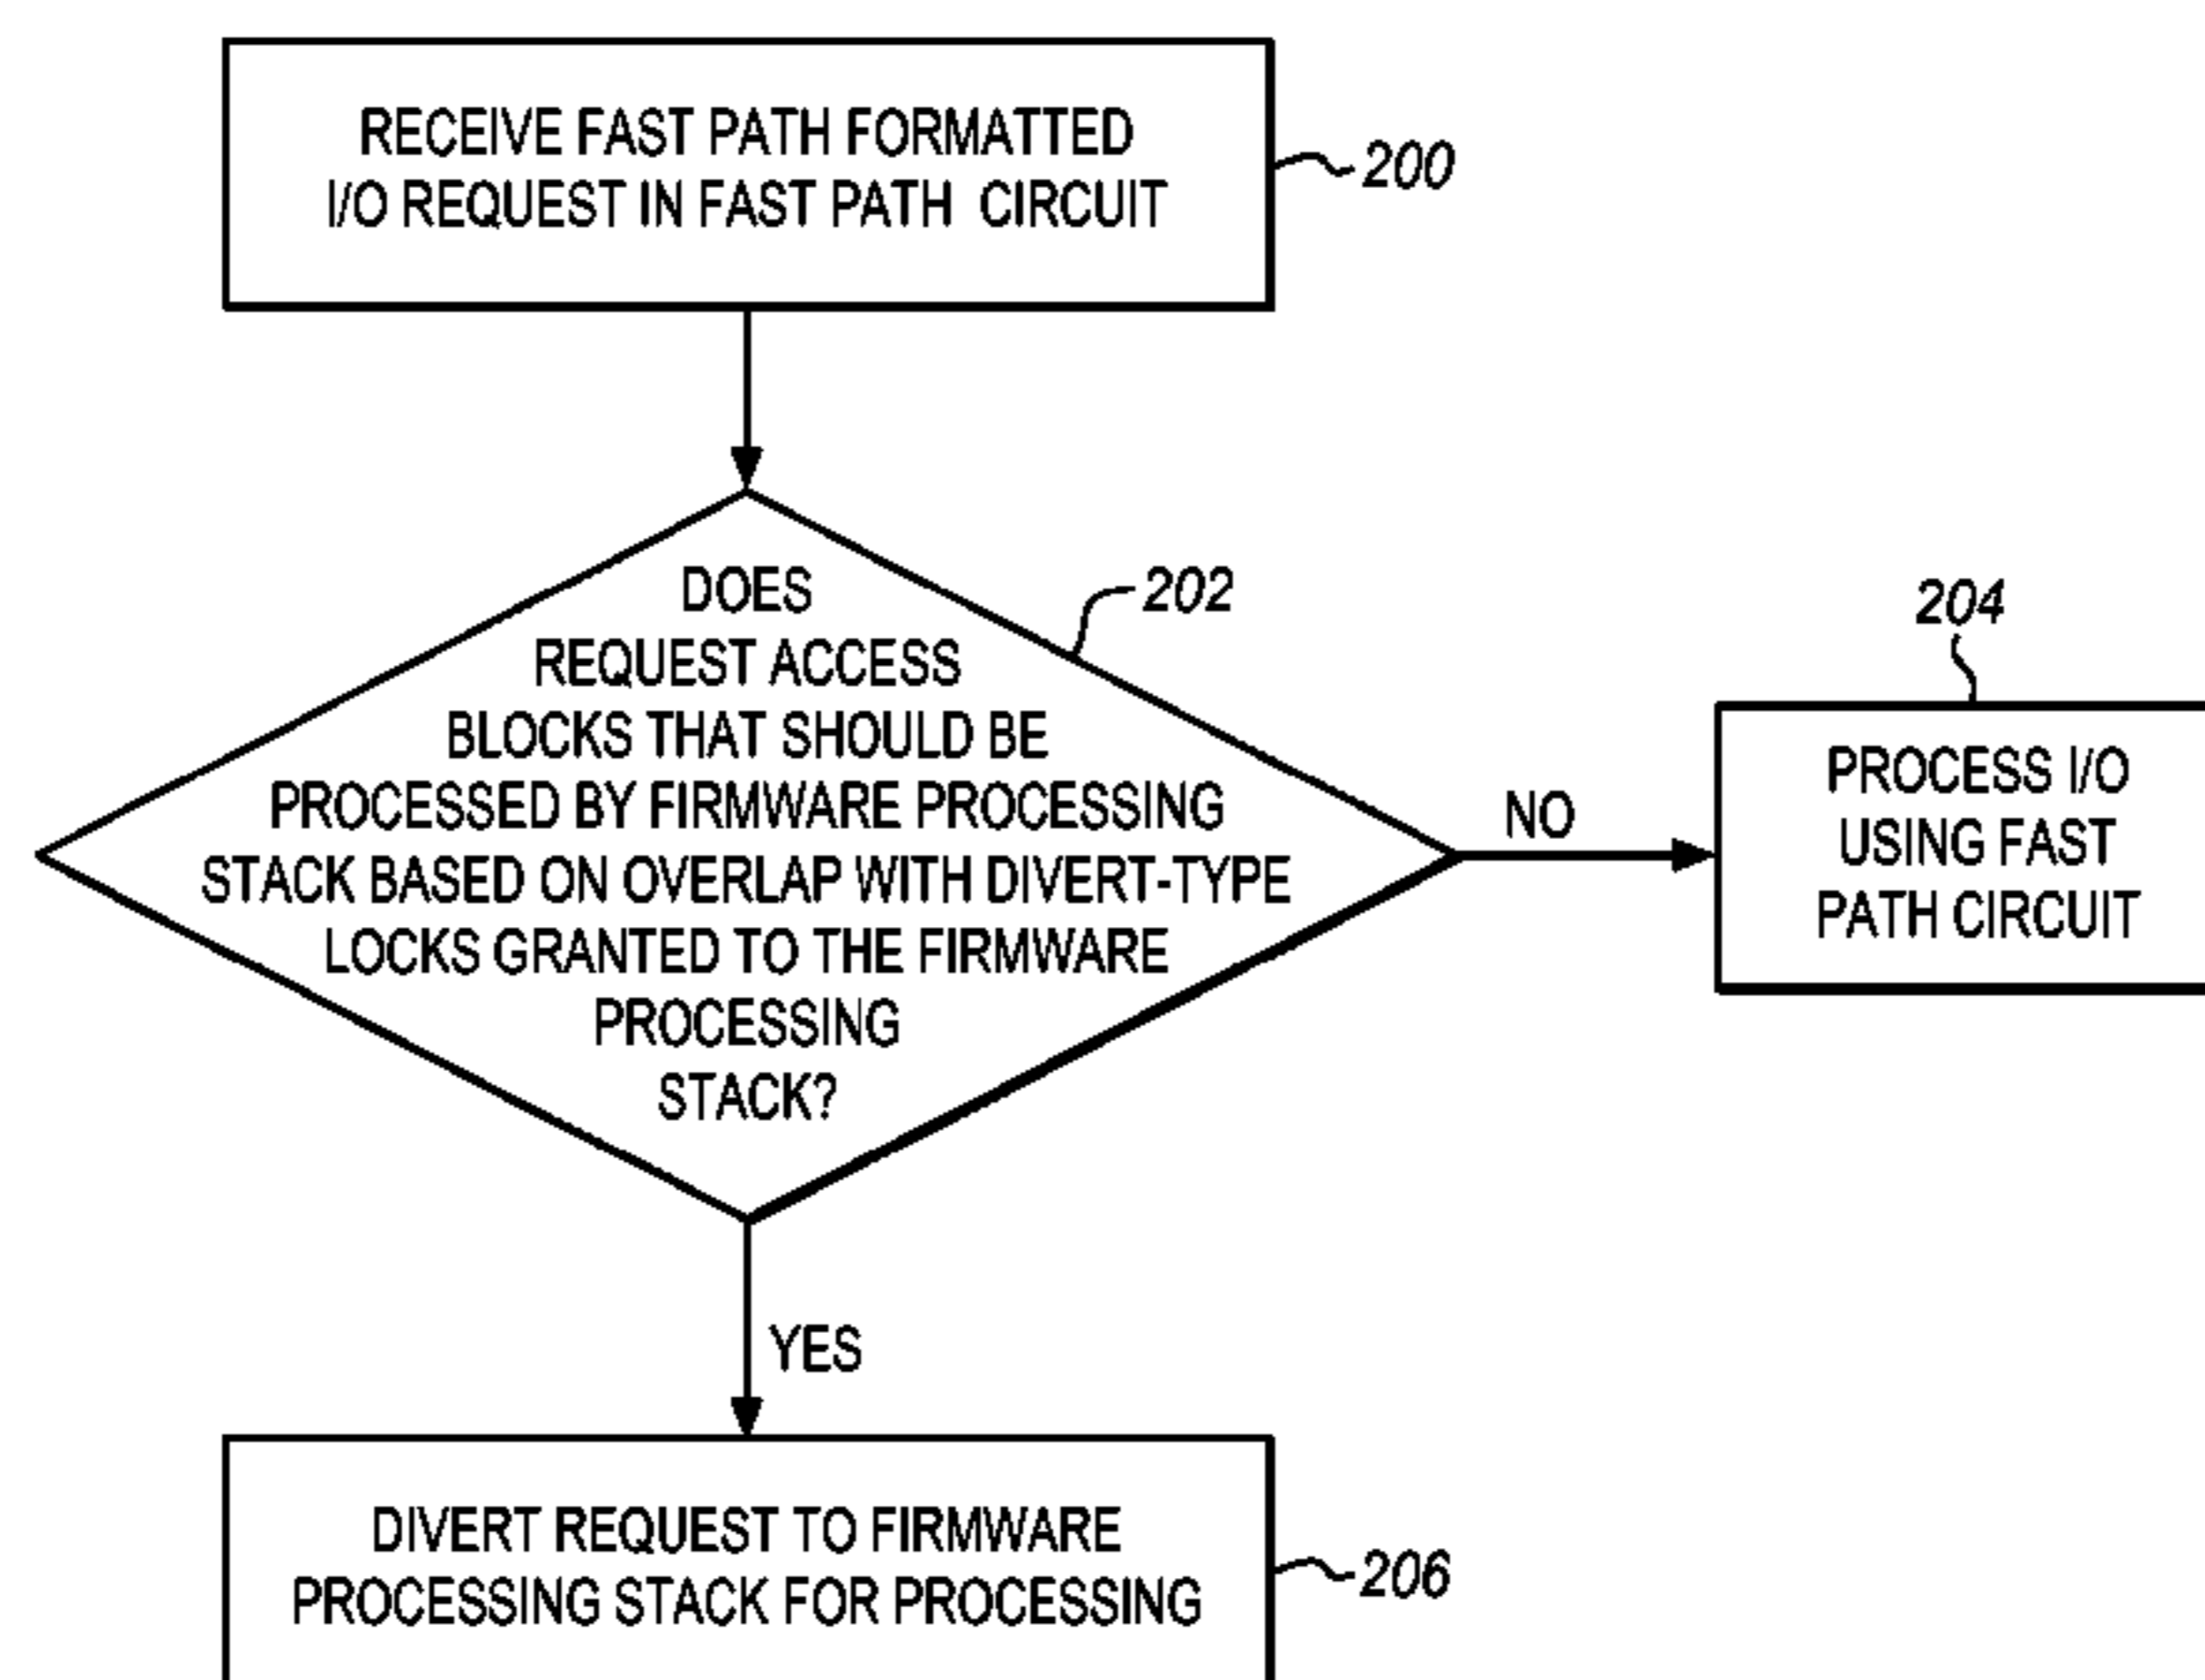 RECEIVE FAST PATH FORMATTED
I/O REQUEST IN FAST PATH CIRCUIT
200
DOES
REQUEST ACCESS
BLOCKS THAT SHOULD BE
PROCESSED BY FIRMWARE PROCESSING
STACK BASED ON OVERLAP WITH DIVERT-TYPE
LOCKS GRANTED TO THE FIRMWARE
PROCESSING
STACK?
202
NO
204
PROCESS I/O
USING FAST
PATH CIRCUIT
YES
DIVERT REQUEST TO FIRMWARE
PROCESSING STACK FOR PROCESSING
206